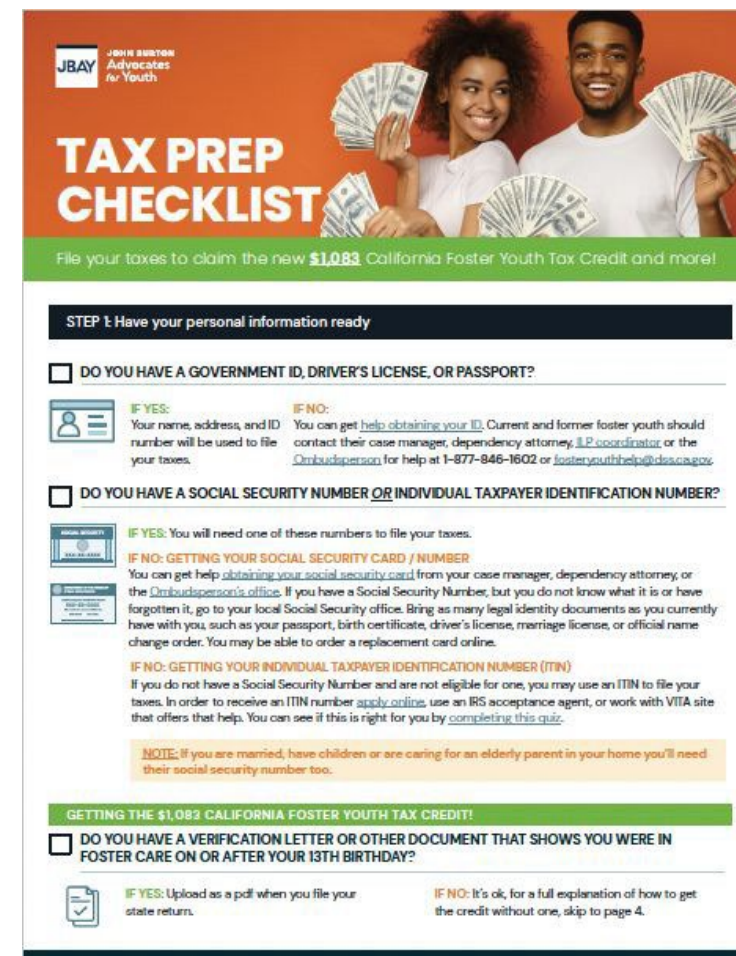 JBAY
JOHN BURTON
Advocates
for Youth
TAX PREP
CHECKLIST
File your taxes to claim the new $1,083 California Foster Youth Tax Credit and more!
STEP 1: Have your personal information ready
DO YOU HAVE A GOVERNMENT ID, DRIVER'S LICENSE, OR PASSPORT?
IF YES:
Your name, address, and ID
number will be used to file
your taxes.
IF NO:
You can get help obtaining your ID. Current and former foster youth should
contact their case manager, dependency attorney, ILP coordinator or the
Ombudsperson for help at 1-877-846-1602 or fosteryouthhelp@dss.ca.gov.
DO YOU HAVE A SOCIAL SECURITY NUMBER OR INDIVIDUAL TAXPAYER IDENTIFICATION NUMBER?
SOCIAL SECURITY
IF YES: You will need one of these numbers to file your taxes.
IF NO: GETTING YOUR SOCIAL SECURITY CARD / NUMBER
You can get help obtaining your social security card from your case manager, dependency attorney, or
the Ombudsperson's office. If you have a Social Security Number, but you do not know what it is or have
forgotten it, go to your local Social Security office. Bring as many legal identity documents as you currently
have with you, such as your passport, birth certificate, driver's license, marriage license, or official name
change order. You may be able to order a replacement card online.
IF NO: GETTING YOUR INDIVIDUAL TAXPAYER IDENTIFICATION NUMBER (ITIN)
If you do not have a Social Security Number and are not eligible for one, you may use an ITIN to file your
taxes. In order to receive an ITIN number apply online, use an IRS acceptance agent, or work with VITA site
that offers that help. You can see if this is right for you by completing this quiz.
NOTE: If you are married, have children or are caring for an elderly parent in your home you'll need
their social security number too.
GETTING THE $1,083 CALIFORNIA FOSTER YOUTH TAX CREDIT!
DO YOU HAVE A VERIFICATION LETTER OR OTHER DOCUMENT THAT SHOWS YOU WERE IN
FOSTER CARE ON OR AFTER YOUR 13TH BIRTHDAY?
IF YES: Upload as a pdf when you file your
state return.
IF NO: It's ok, for a full explanation of how to get
the credit without one, skip to page 4.